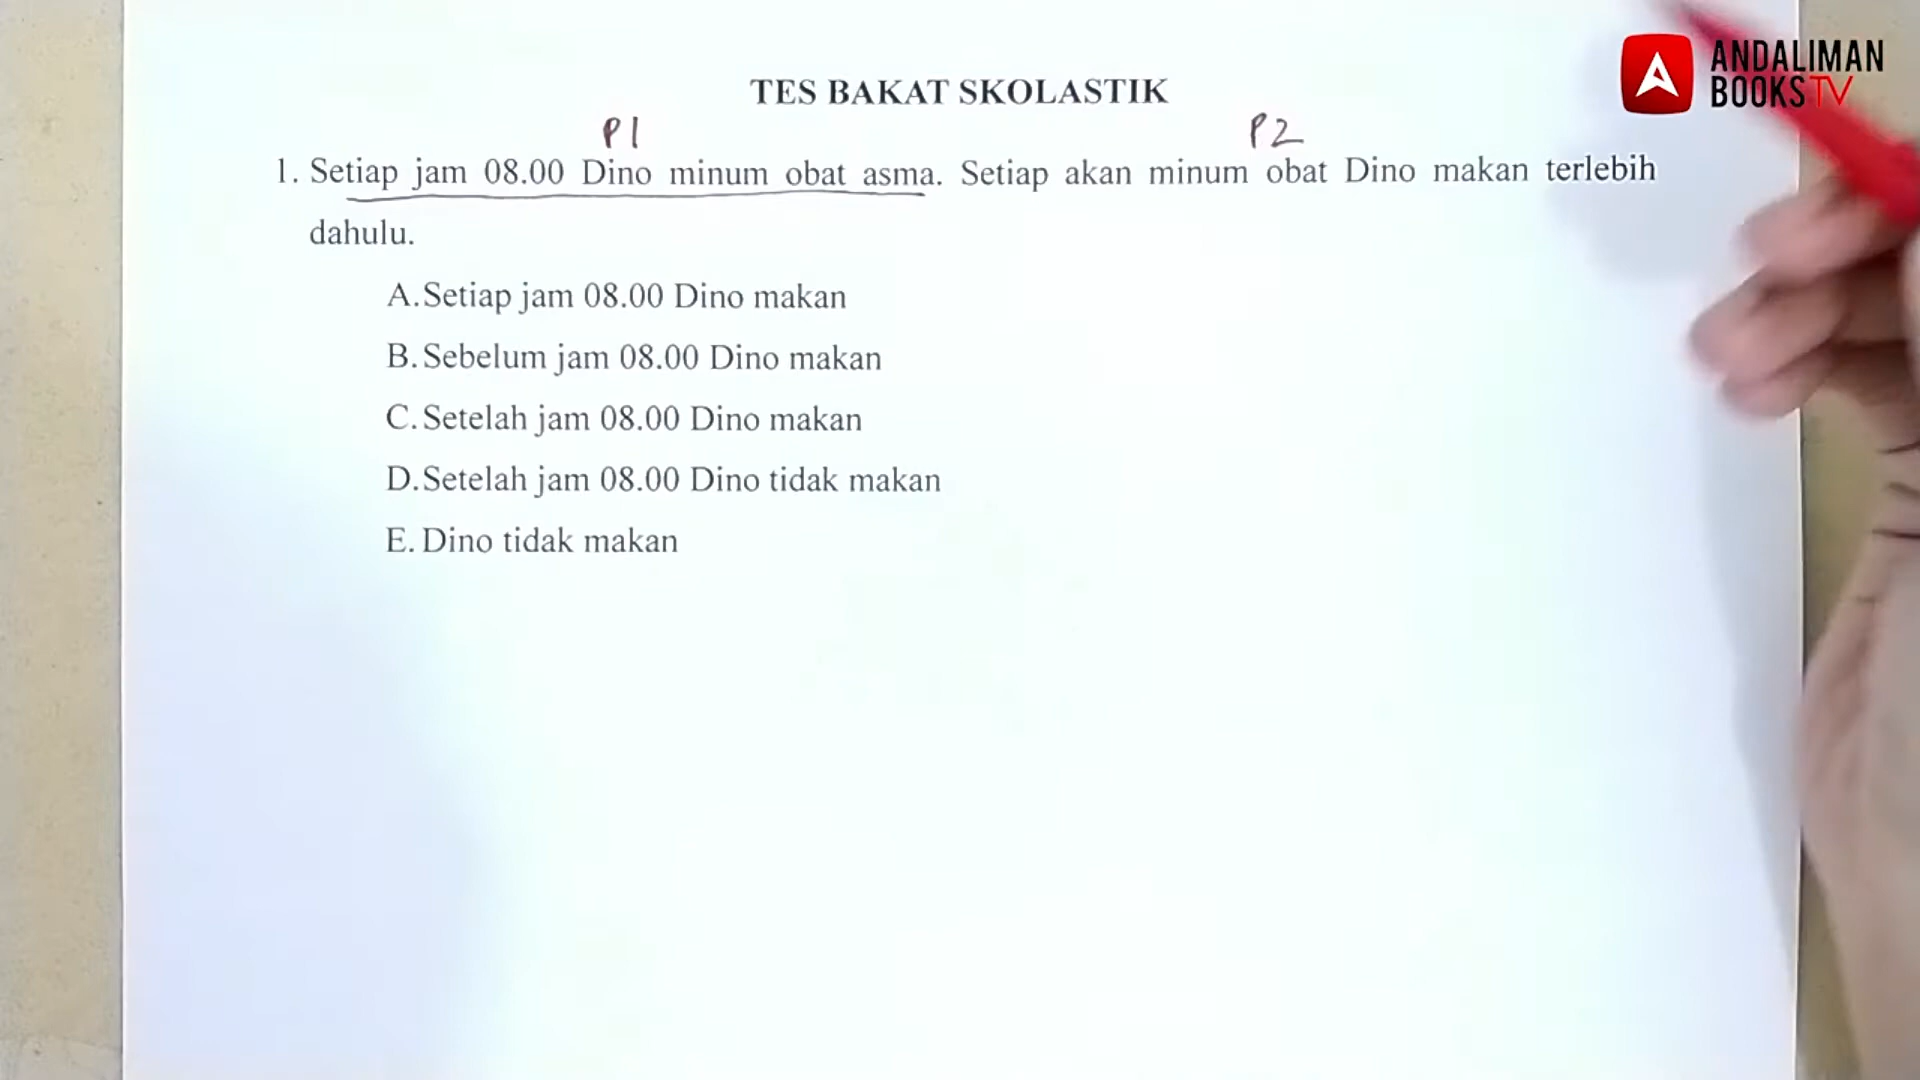 ANDALIMAN
BOOKSTV
TES BAKAT SKOLASTIK
P1 P2
1. Setiap jam 08.00 Dino minum obat asma. Setiap akan minum obat Dino makan terlebih
dahulu.
A. Setiap jam 08.00 Dino makan
B. Sebelum jam 08.00 Dino makan
C. Setelah jam 08.00 Dino makan
D. Setelah jam 08.00 Dino tidak makan
E. Dino tidak makan